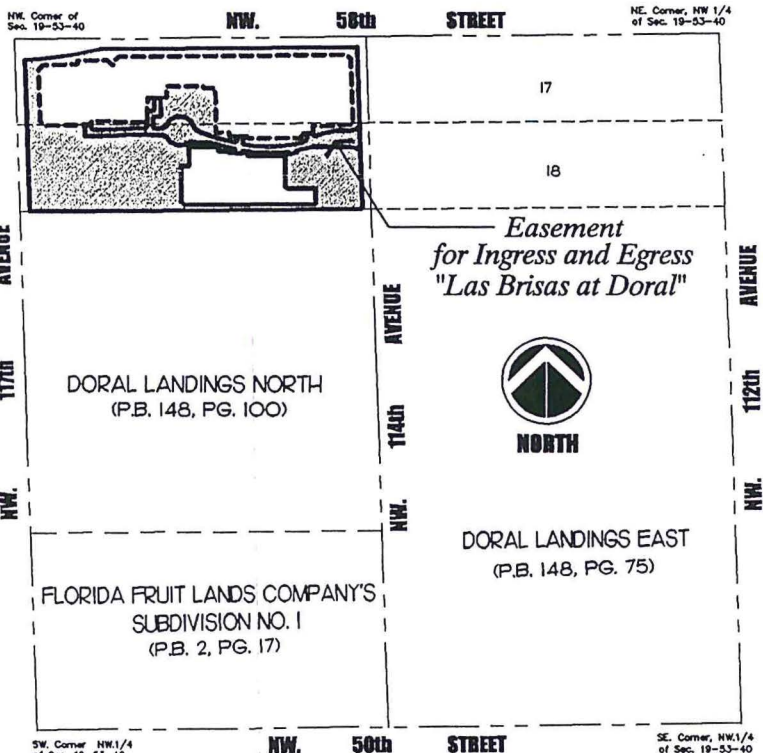 NW. Corner of
Sec. 19-53-40
NW. 58th STREET
NE. Corner, NW 1/4
of Sec. 19-53-40
17
18
Easement
for Ingress and Egress
"Las Brisas at Doral"
NW. 117th AVENUE
DORAL LANDINGS NORTH
(P.B. 148, PG. 100)
NW. 114th AVENUE
NORTH
NW. 112th AVENUE
DORAL LANDINGS EAST
(P.B. 148, PG. 75)
FLORIDA FRUIT LANDS COMPANY'S
SUBDIVISION NO. 1
(P.B. 2, PG. 17)
SW. Corner NW.1/4
NW. 50th STREET
SE. Corner, NW.1/4
of Sec. 19-53-40